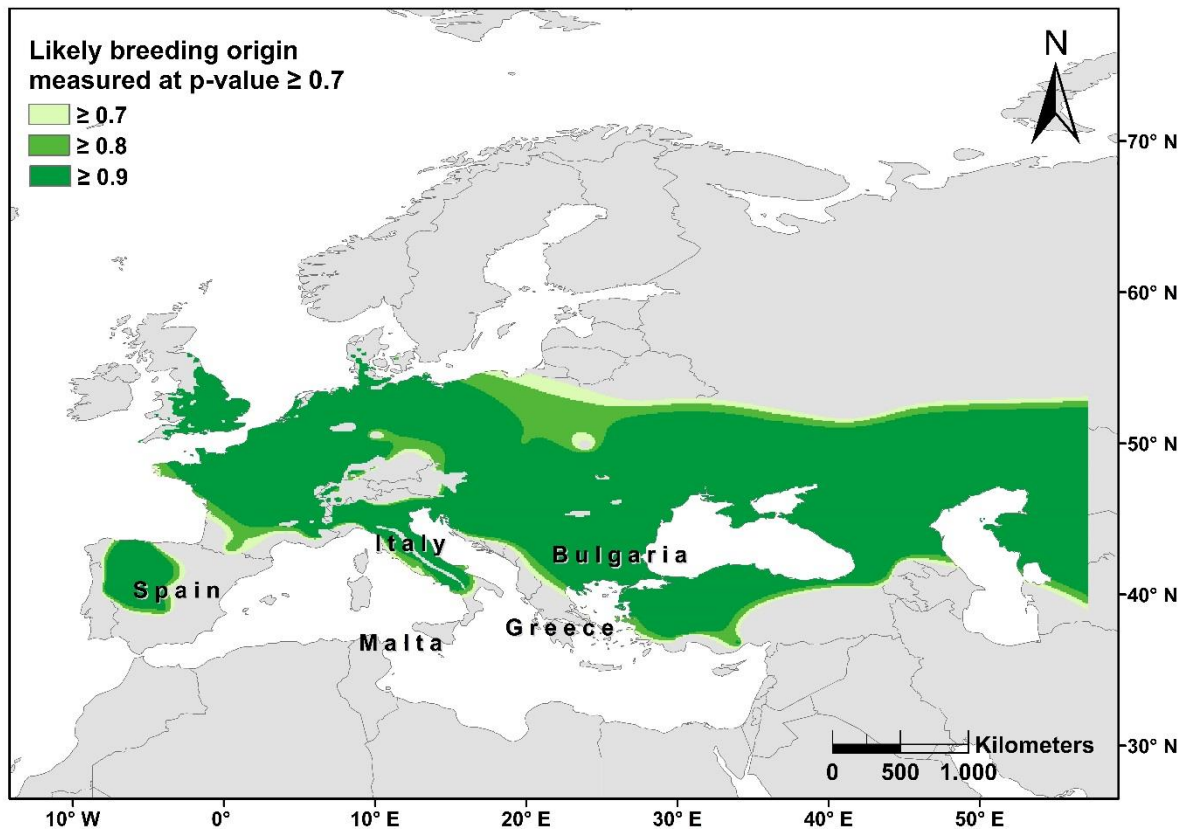 Likely breeding origin
measured at p-value ≥ 0.7
≥ 0.7
≥ 0.8
≥ 0.9
N
70° N
60° N
50° N
Italy
Bulgaria
Spain
40° N
Greece
Malta
Kilometers
0 500 1.000
30° N
10° W 0° 10° E 20° E 30° E 40° E 50° E